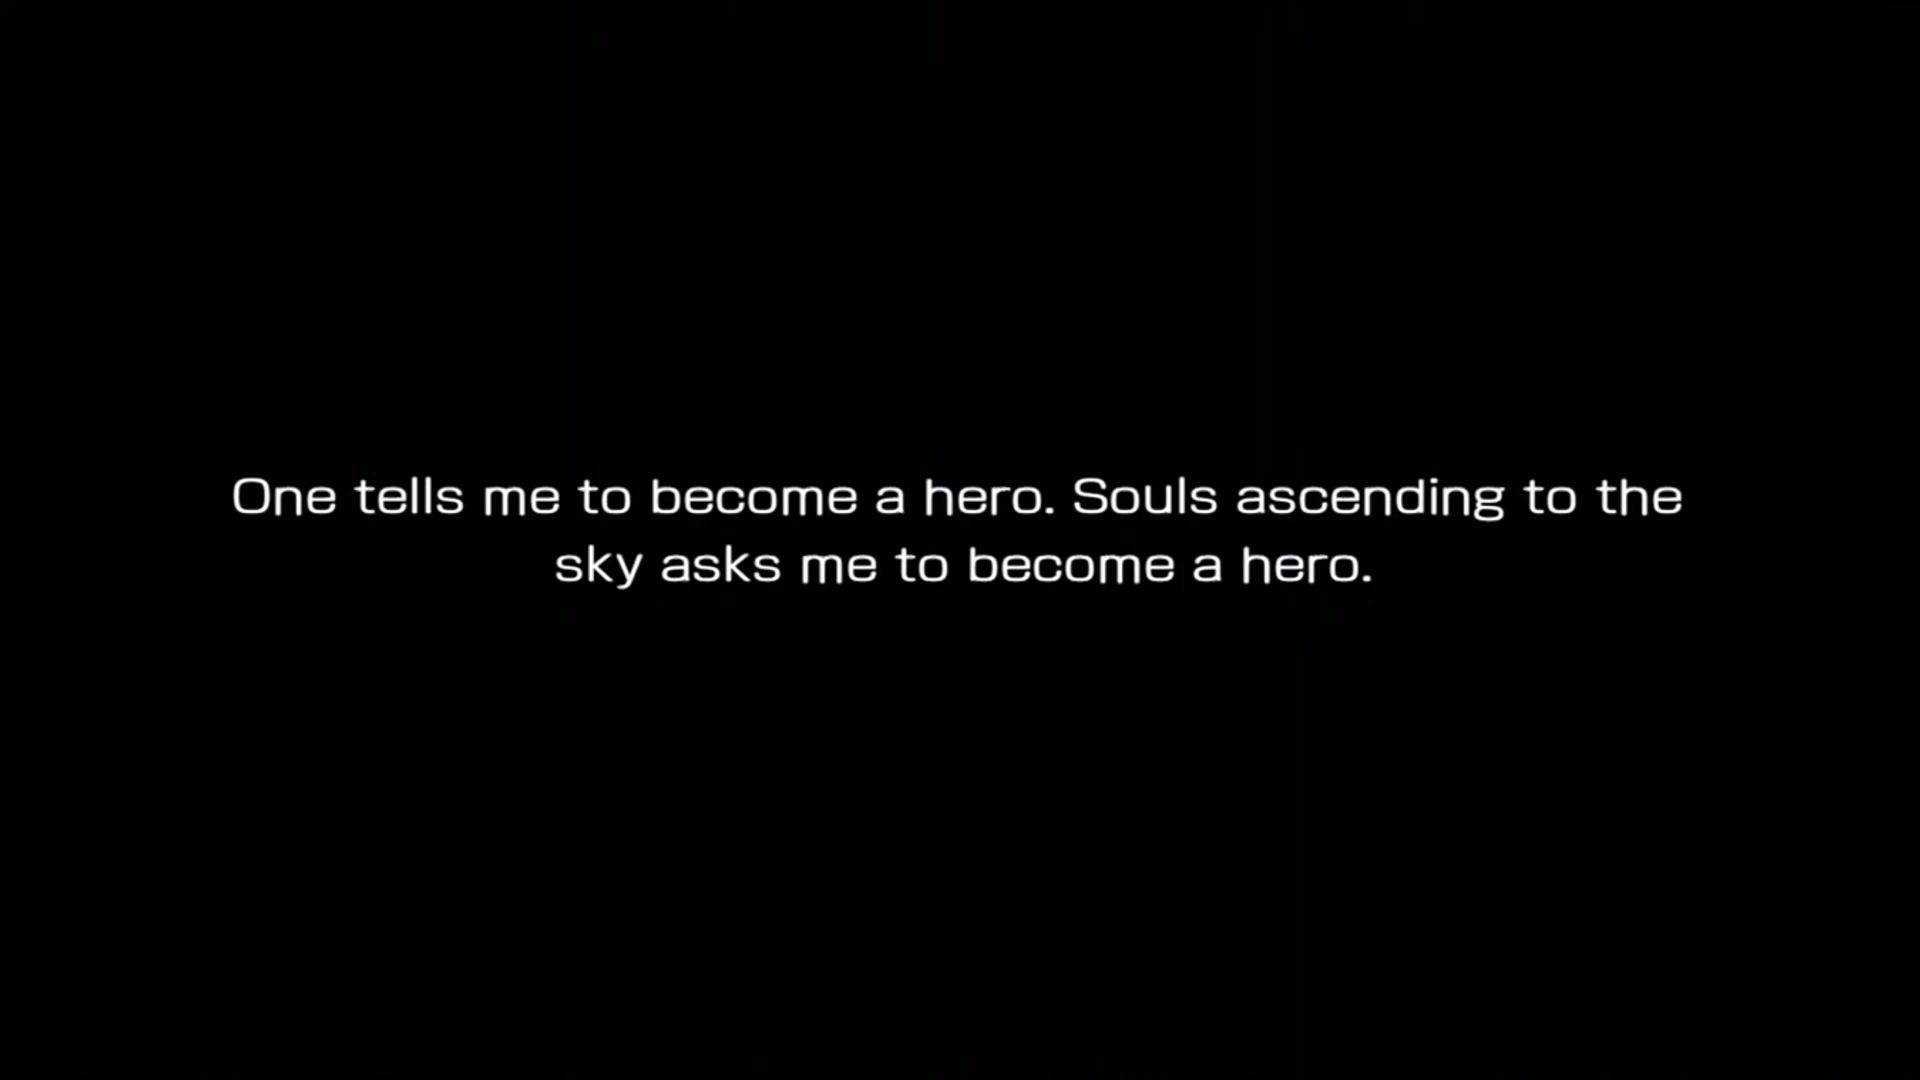 One tells me to become a hero. Souls ascending to the
sky asks me to become a hero.